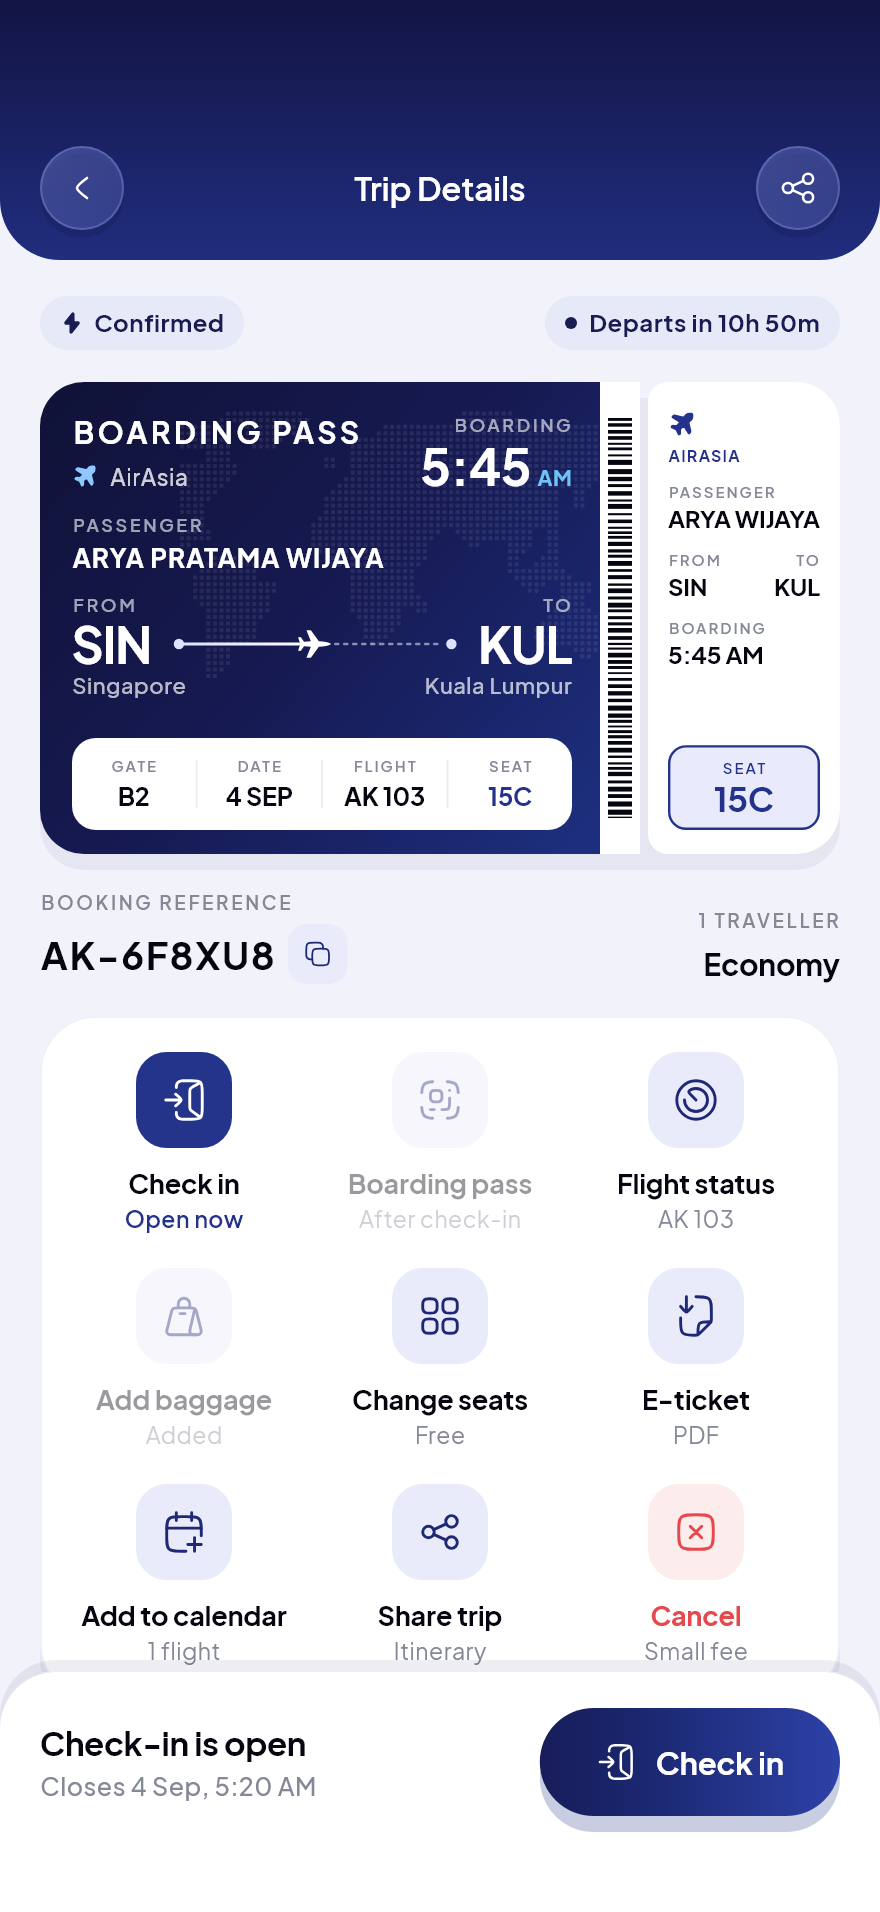 Trip Details
Confirmed
Departs in 10h 50m
BOARDING PASS
AirAsia
BOARDING
5:45 AM
PASSENGER
ARYA PRATAMA WIJAYA
FROM
TO
SIN
KUL
Singapore
Kuala Lumpur
GATE
DATE
FLIGHT
SEAT
B2
4 SEP
AK 103
15C
AIRASIA
PASSENGER
ARYA WIJAYA
FROM
TO
SIN
KUL
BOARDING
5:45 AM
SEAT
15C
BOOKING REFERENCE
AK-6F8XU8
1 TRAVELLER
Economy
Check in
Open now
Boarding pass
After check-in
Flight status
AK 103
Add baggage
Added
Change seats
Free
E-ticket
PDF
Add to calendar
1 flight
Share trip
Itinerary
Cancel
Small fee
Check-in is open
Closes 4 Sep, 5:20 AM
Check in